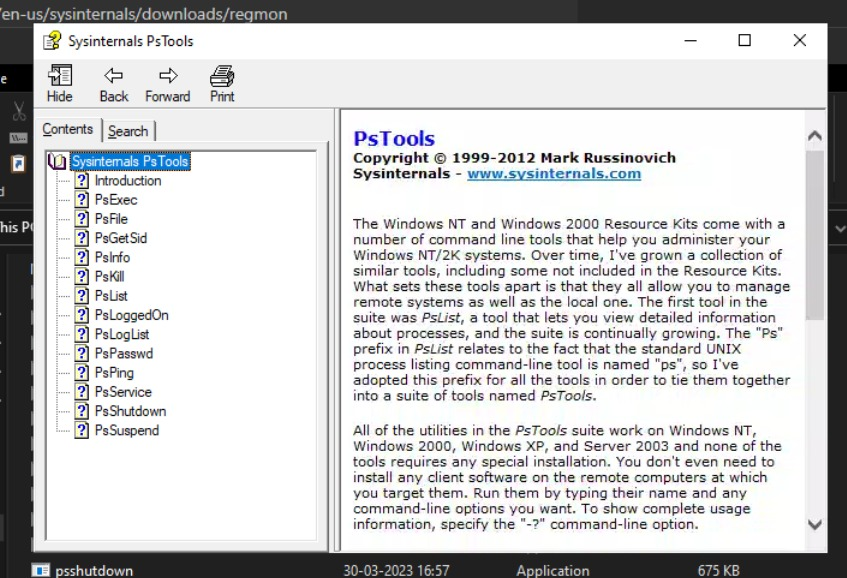 /en-us/sysinternals/downloads/regmon
Sysinternals PsTools
Hide Back Forward Print
Contents Search
Sysinternals PsTools
Introduction
PsExec
PsFile
PsGetSid
PsInfo
PsKill
PsList
PsLoggedOn
PsLogList
PsPasswd
PsPing
PsService
PsShutdown
PsSuspend
PsTools
Copyright © 1999-2012 Mark Russinovich
Sysinternals - www.sysinternals.com
The Windows NT and Windows 2000 Resource Kits come with a
number of command line tools that help you administer your
Windows NT/2K systems. Over time, I've grown a collection of
similar tools, including some not included in the Resource Kits.
What sets these tools apart is that they all allow you to manage
remote systems as well as the local one. The first tool in the
suite was PsList, a tool that lets you view detailed information
about processes, and the suite is continually growing. The "Ps"
prefix in PsList relates to the fact that the standard UNIX
process listing command-line tool is named "ps", so I've
adopted this prefix for all the tools in order to tie them together
into a suite of tools named PsTools.
All of the utilities in the PsTools suite work on Windows NT,
Windows 2000, Windows XP, and Server 2003 and none of the
tools requires any special installation. You don't even need to
install any client software on the remote computers at which
you target them. Run them by typing their name and any
command-line options you want. To show complete usage
information, specify the "-?" command-line option.
his P
psshutdown 30-03-2023 16:57 Application 675 KB